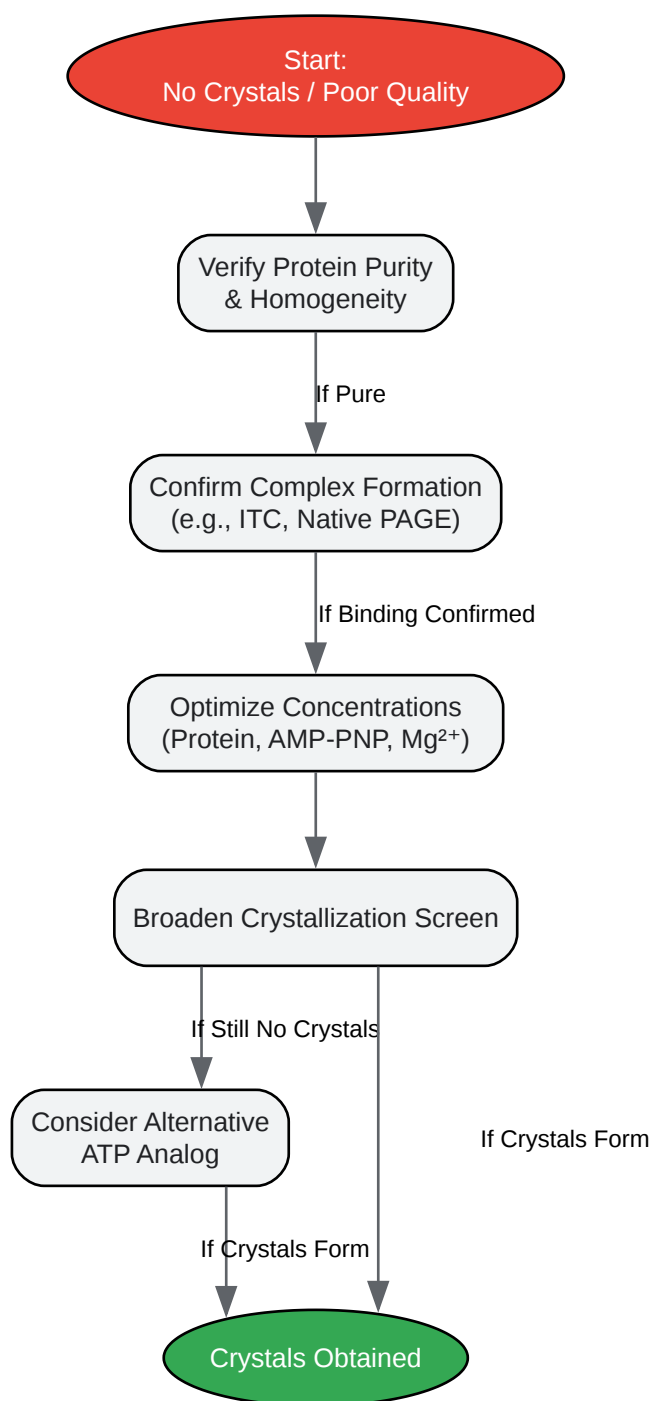 Start:
No Crystals / Poor Quality
Verify Protein Purity
& Homogeneity
If Pure
Confirm Complex Formation
(e.g., ITC, Native PAGE)
If Binding Confirmed
Optimize Concentrations
(Protein, AMP-PNP, Mg²⁺)
Broaden Crystallization Screen
If Still No Crystals
Consider Alternative
ATP Analog
If Crystals Form
If Crystals Form
Crystals Obtained